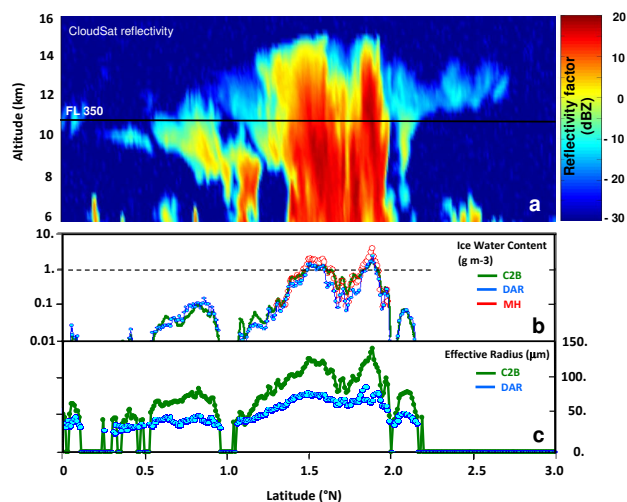 CloudSat reflectivity
16
14
12
10
8
6
Altitude (km)
FL 350
a
20
10
0
- 10
- 20
- 30
Reflectivity factor
(dBZ)
10.
1.
0.1
0.01
Ice Water Content
(g m-3)
C2B
DAR
MH
b
Effective Radius (µm)
C2B
DAR
c
150.
100.
50.
0.
0 0.5 1.0 1.5 2.0 2.5 3.0
Latitude (°N)